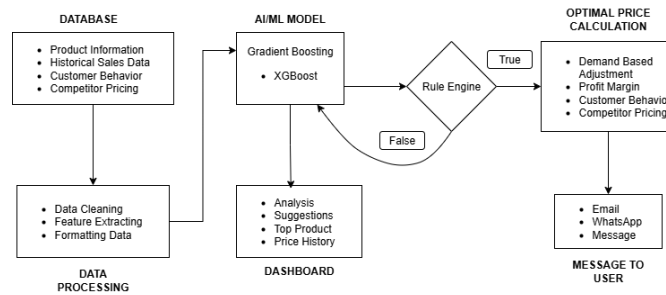 DATABASE
Product Information
Historical Sales Data
Customer Behavior
Competitor Pricing
Data Cleaning
Feature Extracting
Formatting Data
DATA
PROCESSING
AI/ML MODEL
Gradient Boosting
XGBoost
Analysis
Suggestions
Top Product
Price History
DASHBOARD
Rule Engine
True
False
OPTIMAL PRICE
CALCULATION
Demand Based
Adjustment
Profit Margin
Customer Behavior
Competitor Pricing
Email
WhatsApp
Message
MESSAGE TO
USER